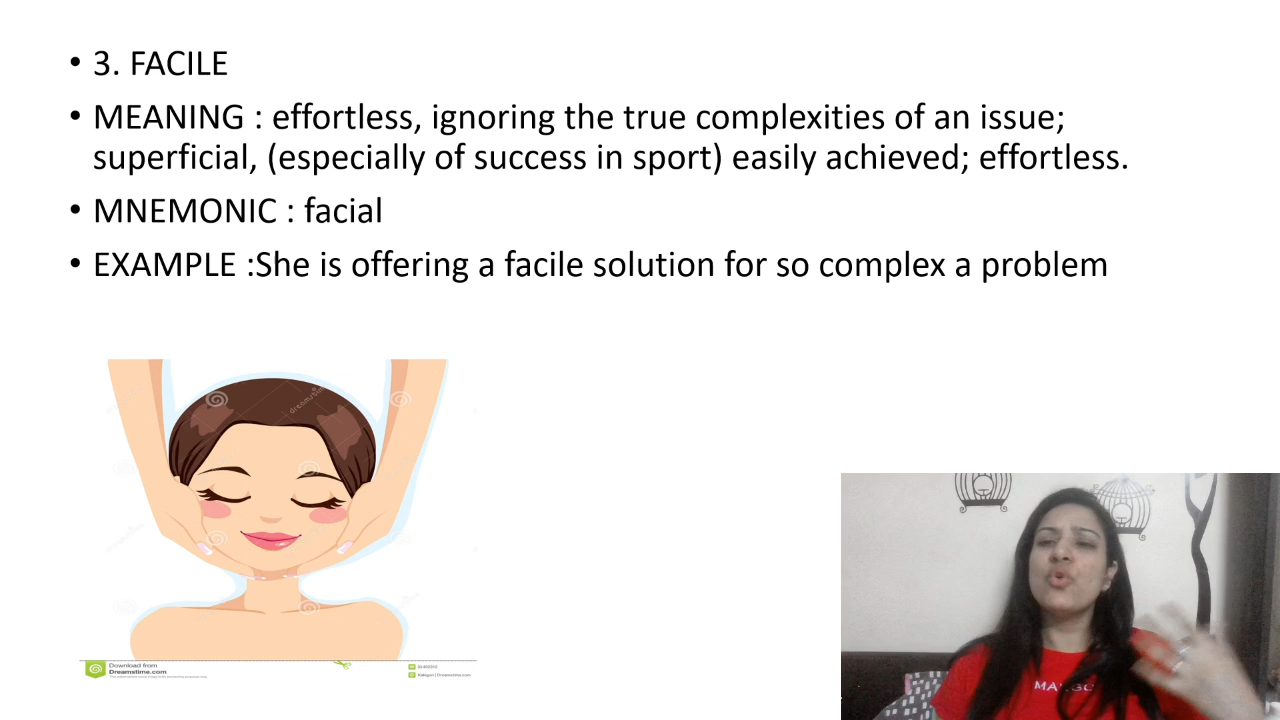 • 3. FACILE
• MEANING : effortless, ignoring the true complexities of an issue;
superficial, (especially of success in sport) easily achieved; effortless.
• MNEMONIC : facial
• EXAMPLE :She is offering a facile solution for so complex a problem
Download from
Dreamstime.com